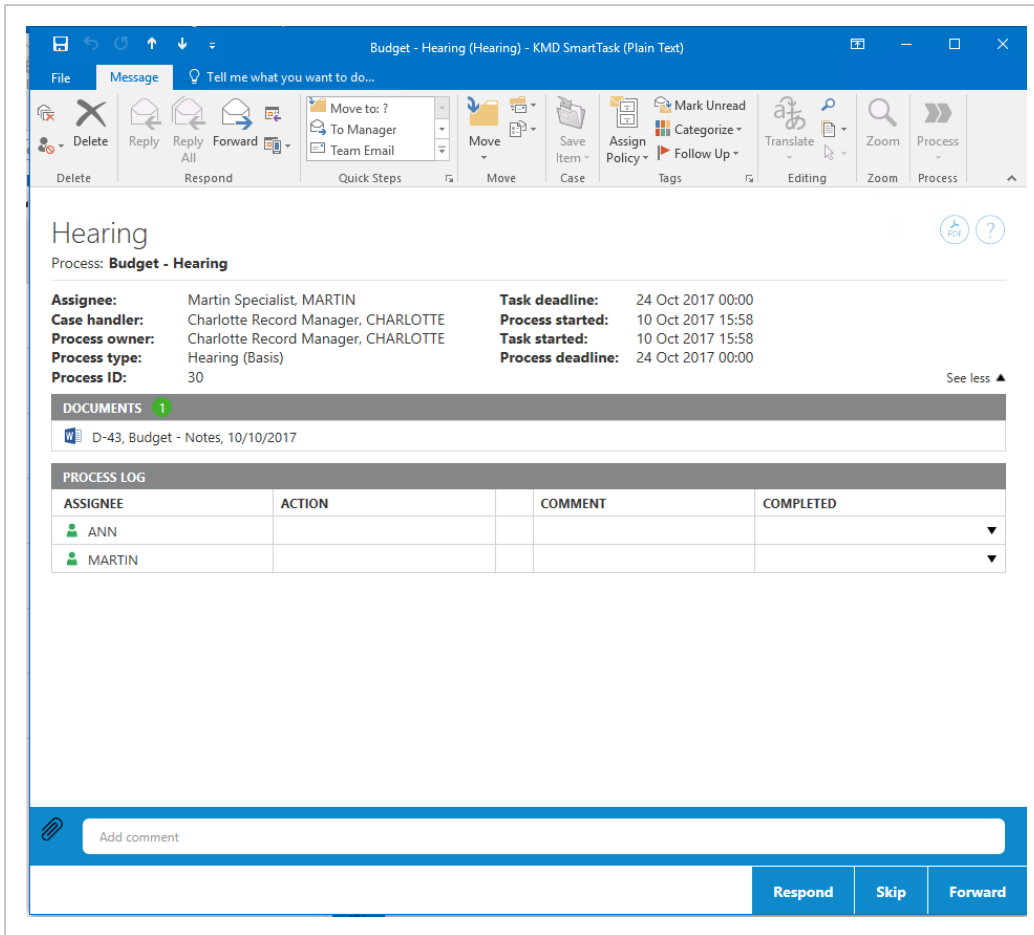 Budget - Hearing (Hearing) - KMD SmartTask (Plain Text)
File Message Tell me what you want to do...
Delete
Reply
Reply All
Forward
Move to: ?
To Manager
Team Email
Move
Save Item
Assign Policy
Mark Unread
Categorize
Follow Up
Translate
Zoom
Process
Delete Respond Quick Steps Move Case Tags Editing Zoom Process
Hearing
PDF ?
Process: Budget - Hearing
Assignee: Martin Specialist, MARTIN Task deadline: 24 Oct 2017 00:00
Case handler: Charlotte Record Manager, CHARLOTTE Process started: 10 Oct 2017 15:58
Process owner: Charlotte Record Manager, CHARLOTTE Task started: 10 Oct 2017 15:58
Process type: Hearing (Basis) Process deadline: 24 Oct 2017 00:00
Process ID: 30 See less
DOCUMENTS 1
D-43, Budget - Notes, 10/10/2017
PROCESS LOG
ASSIGNEE ACTION COMMENT COMPLETED
ANN
MARTIN
Add comment
Respond Skip Forward